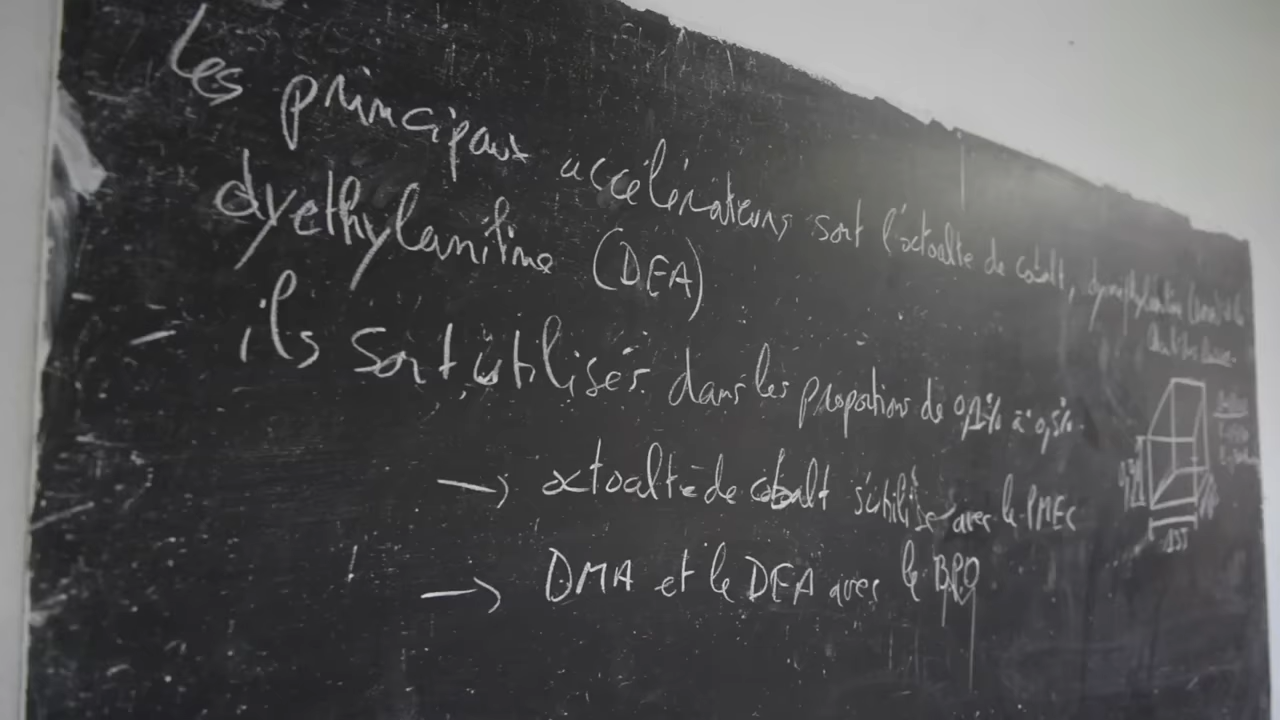 Les principaux accélérateurs sont l'octoalte de cobalt, dymethylaniline (DMA) et la
dyethylaniline (DEA)
- ils sont utilisés dans les proportions de 0,1% à 0,5%.
→ octoalte de cobalt s'utilise avec le PMEC
→ DMA et le DEA avec le BPO